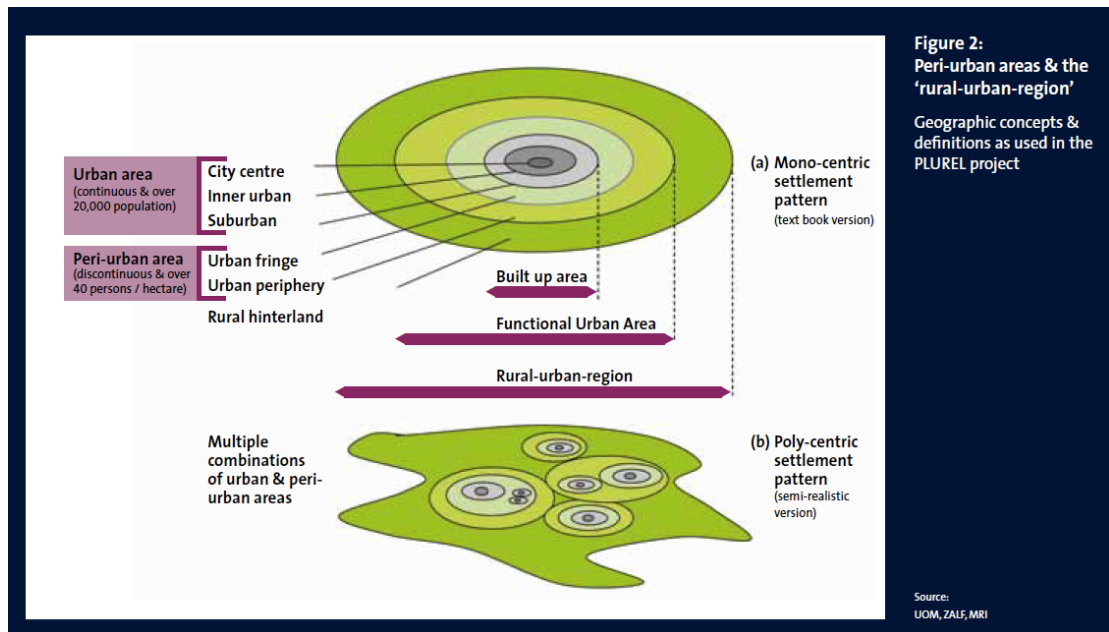 Figure 2:
Peri-urban areas & the
‘rural-urban-region’
Geographic concepts &
definitions as used in the
PLUREL project
Urban area
(continuous & over
20,000 population)
City centre
Inner urban
Suburban
Peri-urban area
(discontinuous & over
40 persons / hectare)
Urban fringe
Urban periphery
Rural hinterland
(a) Mono-centric
settlement
pattern
(text book version)
Built up area
Functional Urban Area
Rural-urban-region
Multiple
combinations
of urban & peri-
urban areas
(b) Poly-centric
settlement
pattern
(semi-realistic
version)
Source:
UOM, ZALF, MRI